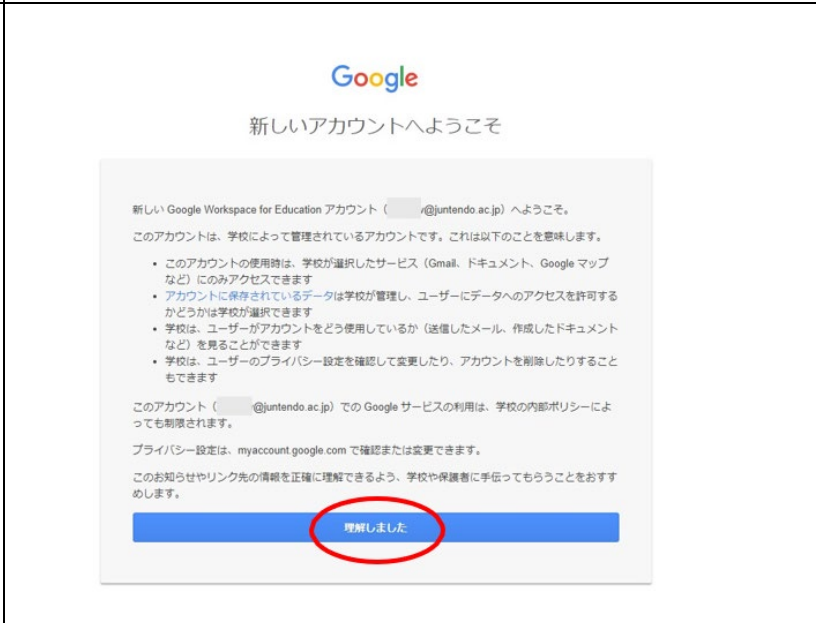 Google
新しいアカウントへようこそ
新しい Google Workspace for Education アカウント（ @juntendo.ac.jp）へようこそ。
このアカウントは、学校によって管理されているアカウントです。これは以下のことを意味します。
• このアカウントの使用時は、学校が選択したサービス（Gmail、ドキュメント、Google マップ
など）にのみアクセスできます
• アカウントに保存されているデータは学校が管理し、ユーザーにデータへのアクセスを許可する
かどうかは学校が選択できます
• 学校は、ユーザーがアカウントをどう使用しているか（送信したメール、作成したドキュメント
など）を見ることができます
• 学校は、ユーザーのプライバシー設定を確認して変更したり、アカウントを削除したりすること
もできます
このアカウント（ @juntendo.ac.jp）での Google サービスの利用は、学校の内部ポリシーによ
っても制限されます。
プライバシー設定は、myaccount.google.com で確認または変更できます。
このお知らせやリンク先の情報を正確に理解できるよう、学校や保護者に手伝ってもらうことをおすす
めします。
理解しました